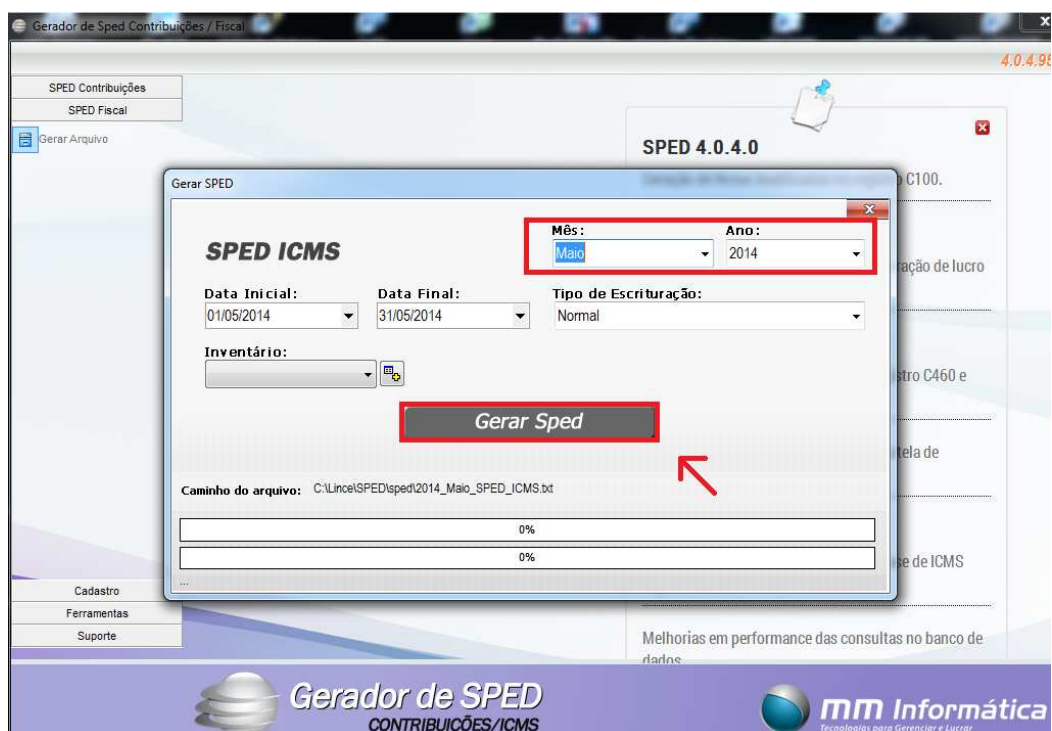 Gerador de Sped Contribuições / Fiscal
4.0.4.95
SPED Contribuições
SPED Fiscal
Gerar Arquivo
SPED 4.0.4.0
C100.
Gerar SPED
SPED ICMS
Mês:
Ano:
Maio
2014
ração de lucro
Data Inicial:
Data Final:
Tipo de Escrituração:
01/05/2014
31/05/2014
Normal
Inventário:
stro C460 e
Gerar Sped
tela de
Caminho do arquivo: C:\Lince\SPED\sped\2014_Maio_SPED_ICMS.txt
0%
0%
se de ICMS
...
Cadastro
Ferramentas
Suporte
Melhorias em performance das consultas no banco de
dados
Gerador de SPED
CONTRIBUIÇÕES/ICMS
mm Informática
Tecnologias para Gerenciar e Lucrar